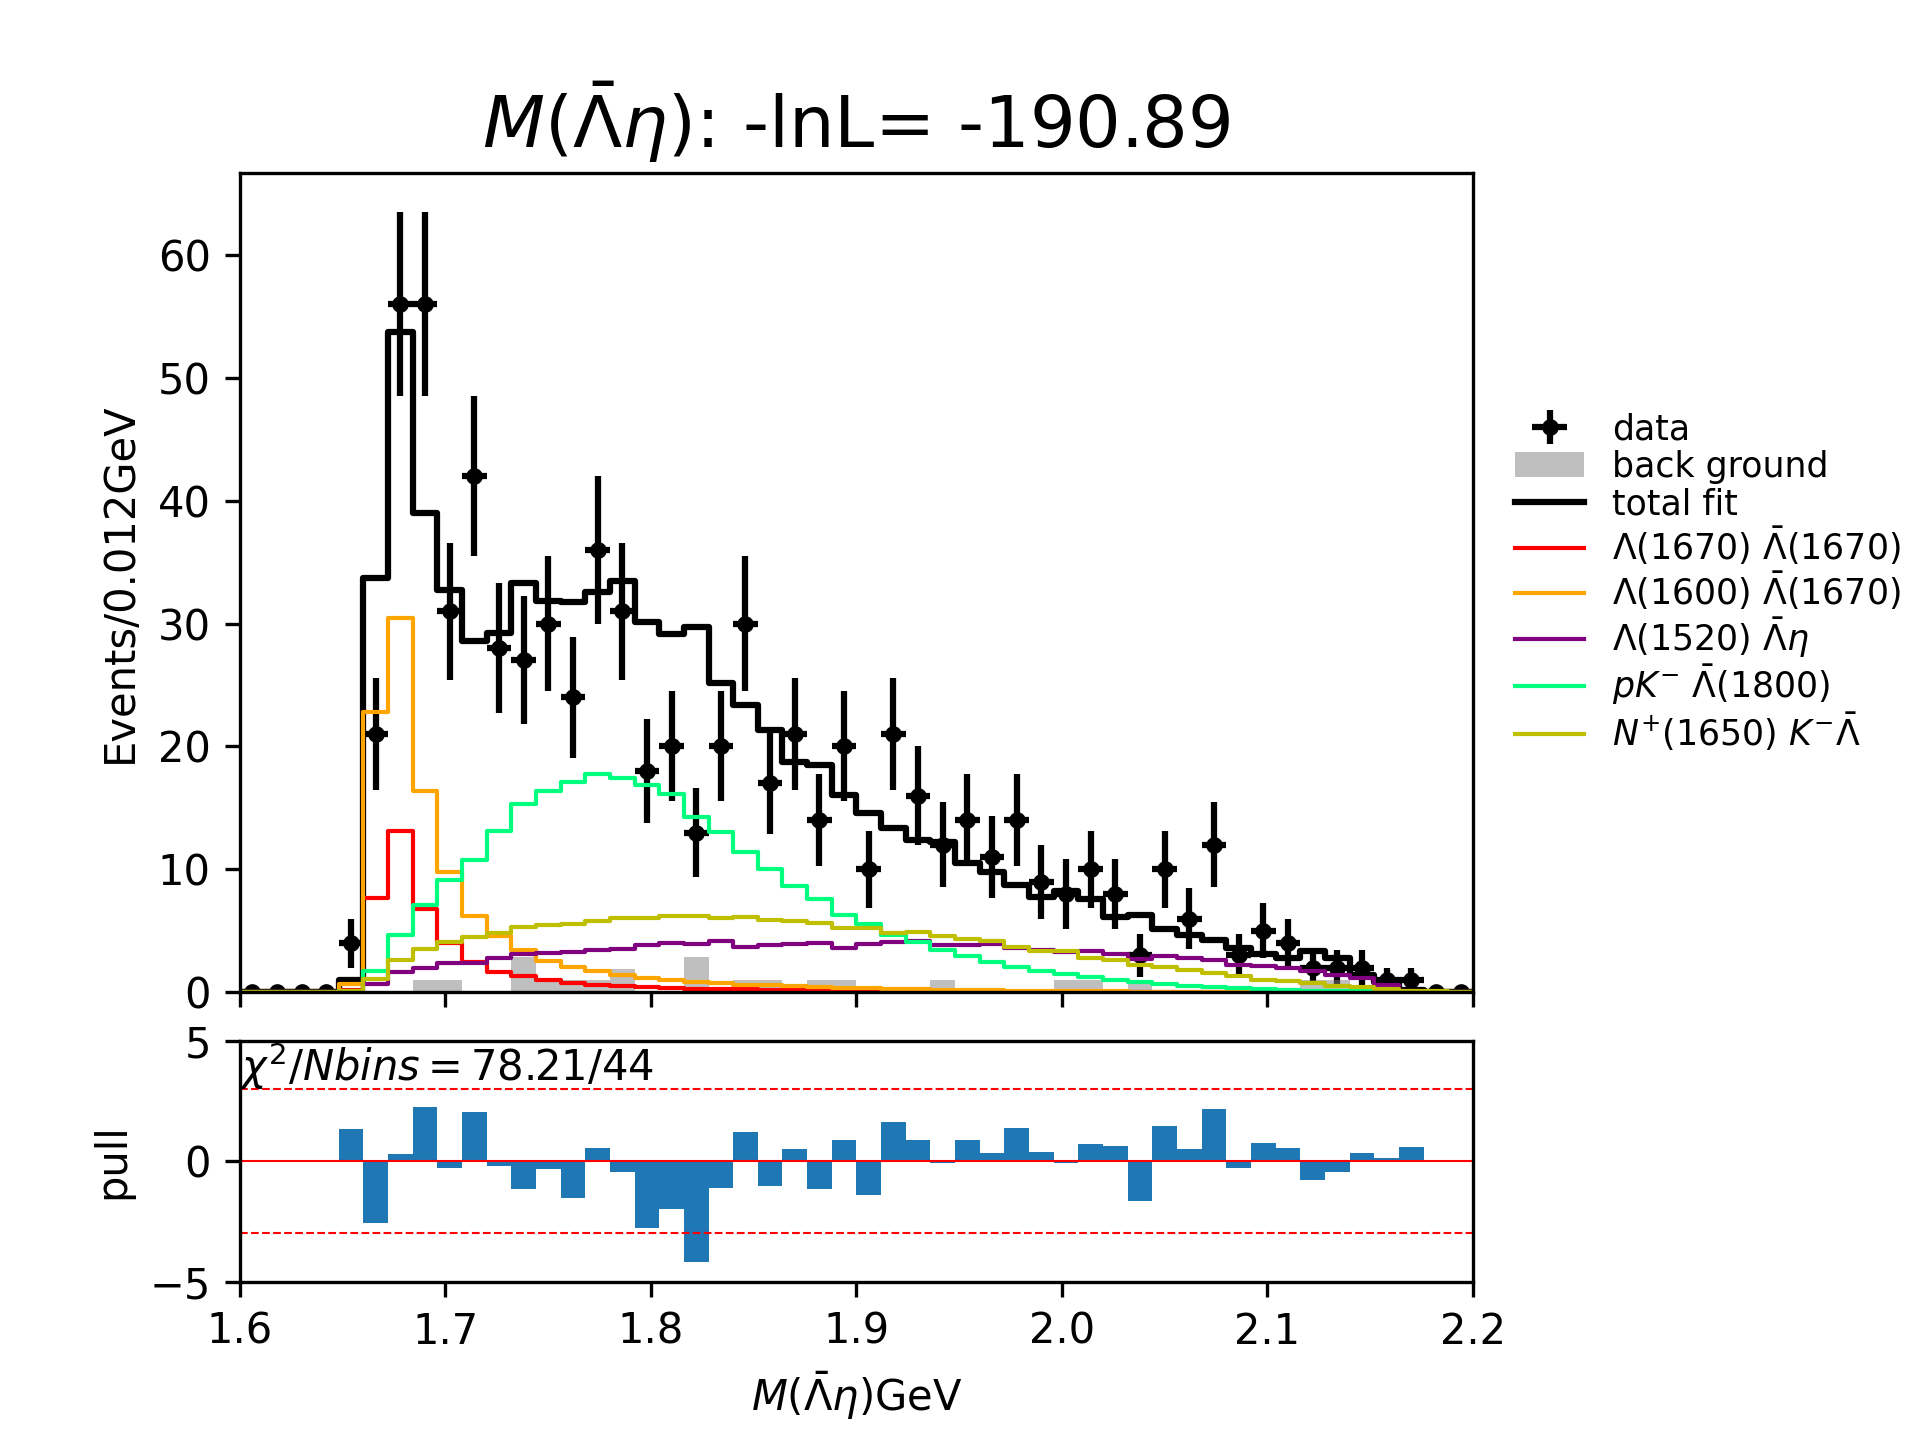 M(Λ̄η): -lnL= -190.89
Events/0.012GeV
60
50
40
30
20
10
0
data
back ground
total fit
Λ(1670) Λ̄(1670)
Λ(1600) Λ̄(1670)
Λ(1520) Λ̄η
pK⁻ Λ̄(1800)
N⁺(1650) K⁻Λ̄
χ²/Nbins = 78.21/44
pull
5
0
−5
1.6 1.7 1.8 1.9 2.0 2.1 2.2
M(Λ̄η)GeV